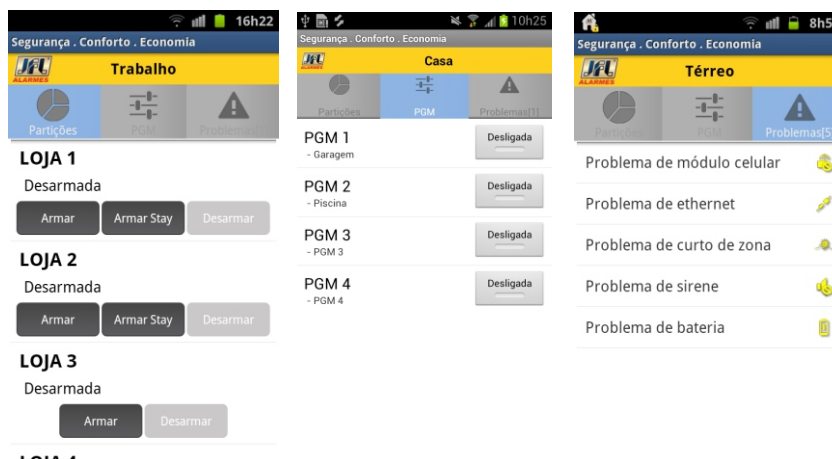 16h22
Segurança . Conforto . Economia
JFL
ALARMES
Trabalho
Partições
PGM
LOJA 1
Desarmada
Armar
Armar Stay
Desarmar
LOJA 2
Desarmada
Armar
Armar Stay
Desarmar
LOJA 3
Desarmada
Armar
Desarmar
LOJA 4
10h25
Segurança . Conforto . Economia
JFL
ALARMES
Casa
Partições
PGM
Problemas[1]
PGM 1
Desligada
- Garagem
PGM 2
Desligada
- Piscina
PGM 3
Desligada
- PGM 3
PGM 4
Desligada
- PGM 4
8h5
Segurança . Conforto . Economia
JFL
ALARMES
Térreo
Partições
PGM
Problemas[5]
Problema de módulo celular
Problema de ethernet
Problema de curto de zona
Problema de sirene
Problema de bateria